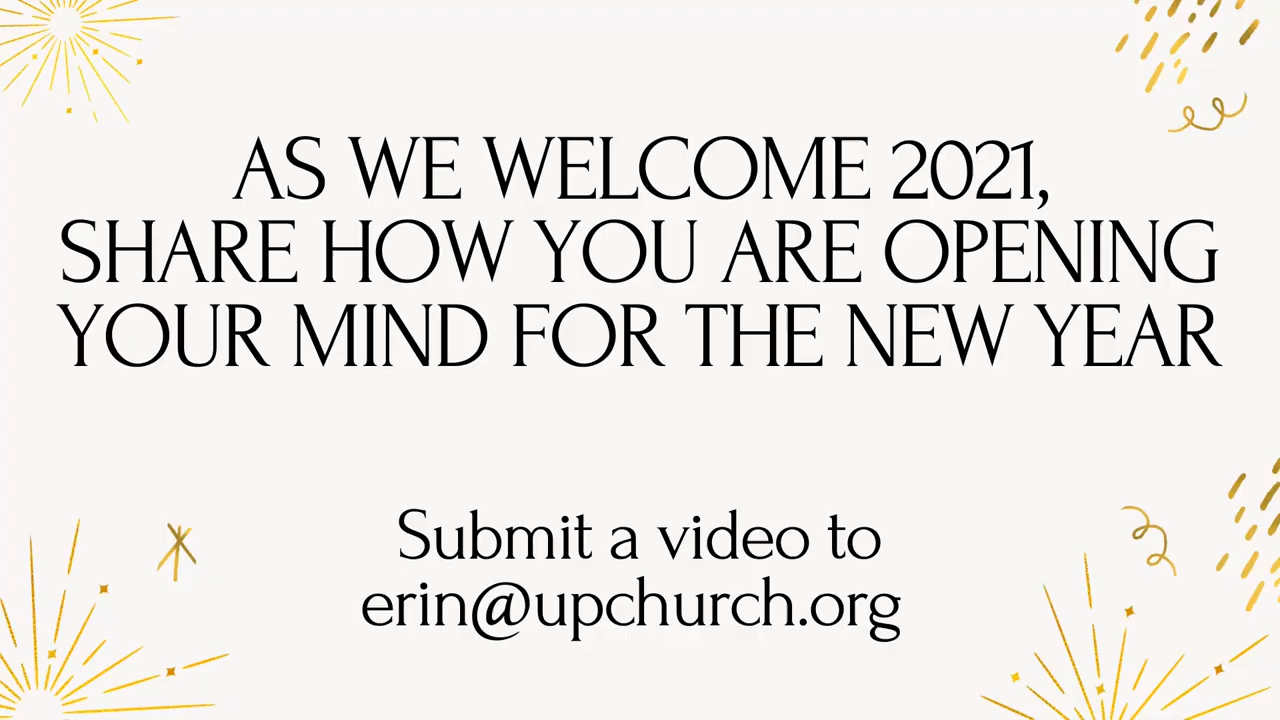 AS WE WELCOME 2021,
SHARE HOW YOU ARE OPENING
YOUR MIND FOR THE NEW YEAR
Submit a video to
erin@upchurch.org